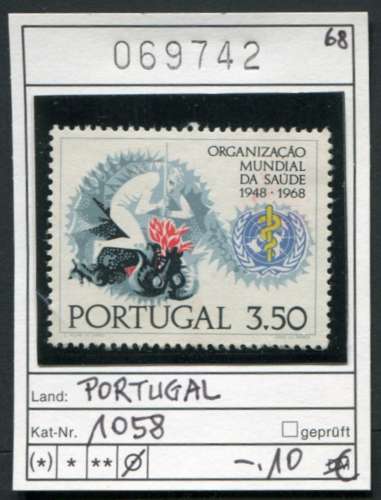 68
069742
ORGANIZAÇÃO
MUNDIAL
DA SAÚDE
1948 · 1968
PORTUGAL 3.50
Land: PORTUGAL
Kat-Nr. 1058 geprüft
(*) * ** Ø -.10 €